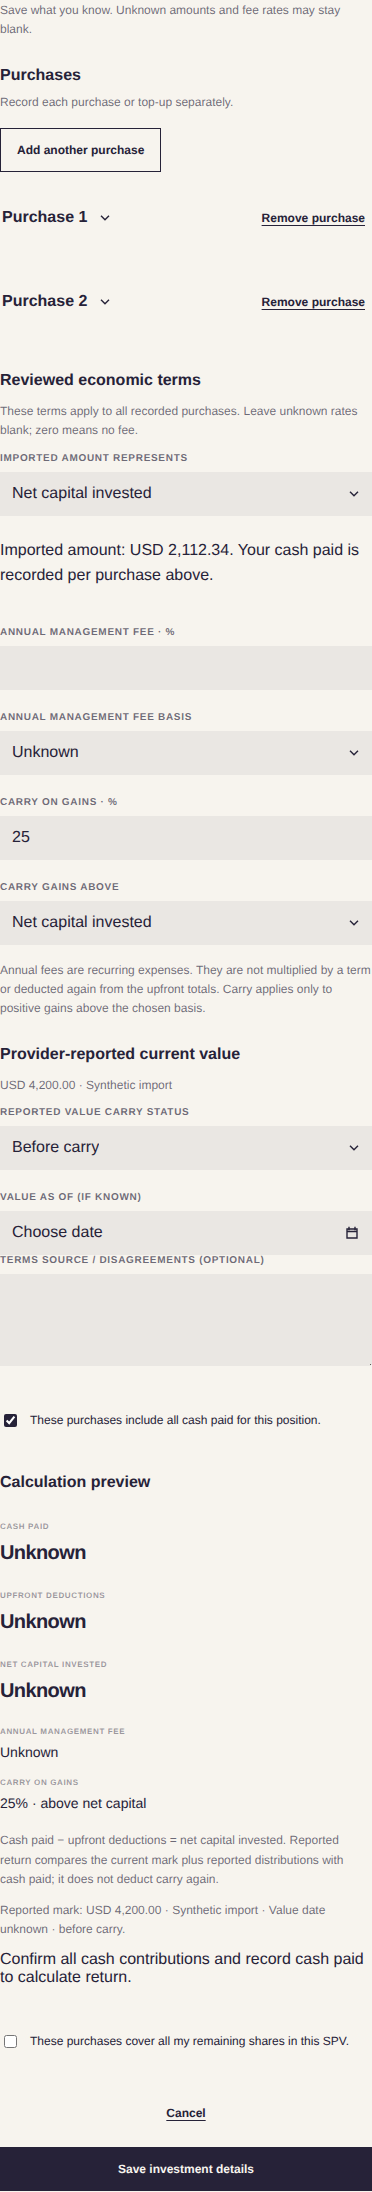 Save what you know. Unknown amounts and fee rates may stay
blank.
Purchases
Record each purchase or top-up separately.
Add another purchase
Purchase 1 Remove purchase
Purchase 2 Remove purchase
Reviewed economic terms
These terms apply to all recorded purchases. Leave unknown rates
blank; zero means no fee.
IMPORTED AMOUNT REPRESENTS
Net capital invested
Imported amount: USD 2,112.34. Your cash paid is
recorded per purchase above.
ANNUAL MANAGEMENT FEE · %
ANNUAL MANAGEMENT FEE BASIS
Unknown
CARRY ON GAINS · %
25
CARRY GAINS ABOVE
Net capital invested
Annual fees are recurring expenses. They are not multiplied by a term
or deducted again from the upfront totals. Carry applies only to
positive gains above the chosen basis.
Provider-reported current value
USD 4,200.00 · Synthetic import
REPORTED VALUE CARRY STATUS
Before carry
VALUE AS OF (IF KNOWN)
Choose date
TERMS SOURCE / DISAGREEMENTS (OPTIONAL)
These purchases include all cash paid for this position.
Calculation preview
CASH PAID
Unknown
UPFRONT DEDUCTIONS
Unknown
NET CAPITAL INVESTED
Unknown
ANNUAL MANAGEMENT FEE
Unknown
CARRY ON GAINS
25% · above net capital
Cash paid − upfront deductions = net capital invested. Reported
return compares the current mark plus reported distributions with
cash paid; it does not deduct carry again.
Reported mark: USD 4,200.00 · Synthetic import · Value date
unknown · before carry.
Confirm all cash contributions and record cash paid
to calculate return.
These purchases cover all my remaining shares in this SPV.
Cancel
Save investment details